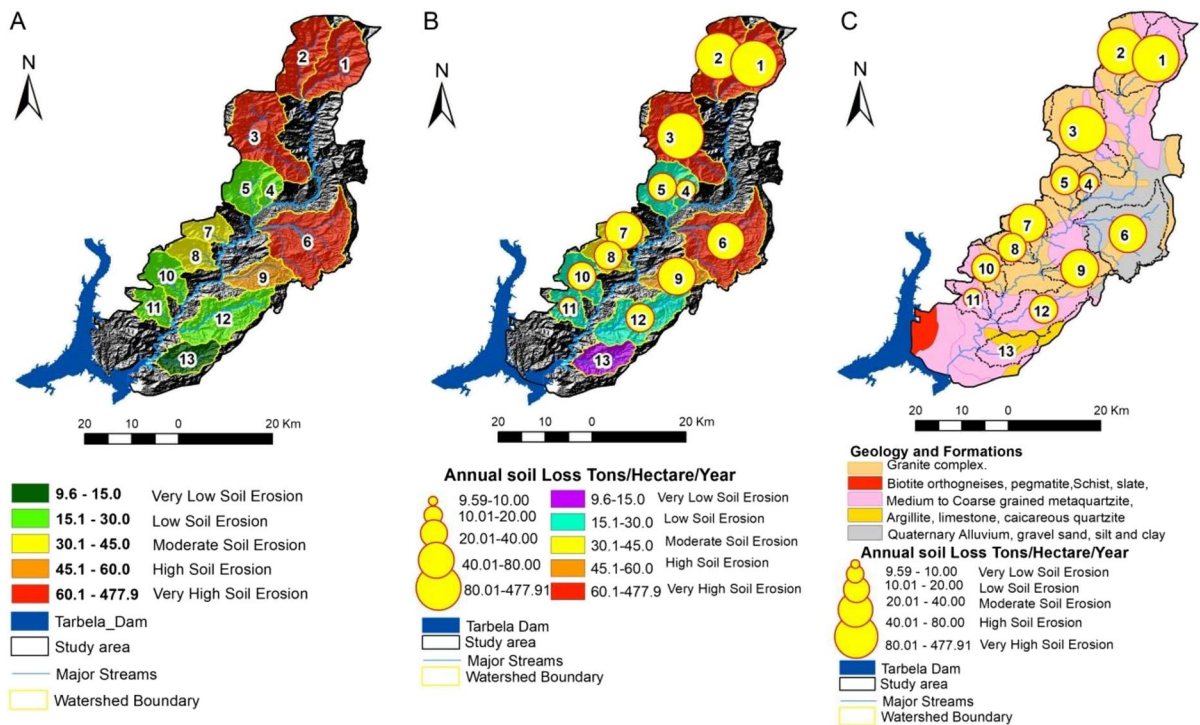 A
N
2
1
3
5
4
7
6
8
10
9
11
12
13
20 10 0 20 Km
9.6 - 15.0 Very Low Soil Erosion
15.1 - 30.0 Low Soil Erosion
30.1 - 45.0 Moderate Soil Erosion
45.1 - 60.0 High Soil Erosion
60.1 - 477.9 Very High Soil Erosion
Tarbela_Dam
Study area
Major Streams
Watershed Boundary
B
N
2
1
3
5
4
7
6
8
10
9
11
12
13
20 10 0 20 Km
Annual soil Loss Tons/Hectare/Year
9.59-10.00 9.6-15.0 Very Low Soil Erosion
10.01-20.00 15.1-30.0 Low Soil Erosion
20.01-40.00 30.1-45.0 Moderate Soil Erosion
40.01-80.00 45.1-60.0 High Soil Erosion
80.01-477.91 60.1-477.9 Very High Soil Erosion
Tarbela Dam
Study area
Major Streams
Watershed Boundary
C
N
2
1
3
5
4
7
6
8
10
9
11
12
13
20 10 0 20 Km
Geology and Formations
Granite complex.
Biotite orthogneises, pegmatite,Schist, slate,
Medium to Coarse grained metaquartzite,
Argillite, limestone, caicareous quartzite
Quaternary Alluvium, gravel sand, silt and clay
Annual soil Loss Tons/Hectare/Year
9.59 - 10.00 Very Low Soil Erosion
10.01 - 20.00 Low Soil Erosion
20.01 - 40.00 Moderate Soil Erosion
40.01 - 80.00 High Soil Erosion
80.01 - 477.91 Very High Soil Erosion
Tarbela Dam
Study area
Major Streams
Watershed Boundary